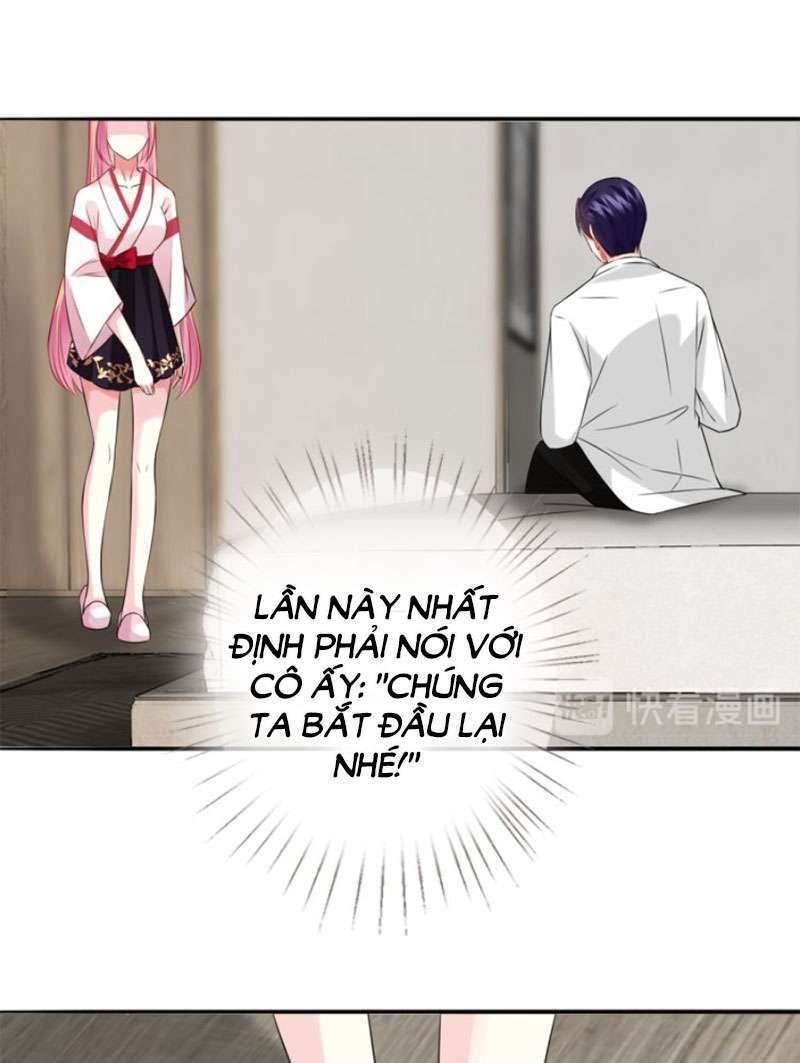 LẦN NÀY NHẤT
ĐỊNH PHẢI NÓI VỚI
CÔ ẤY: "CHÚNG
TA BẮT ĐẦU LẠI
NHÉ!"
快看漫画